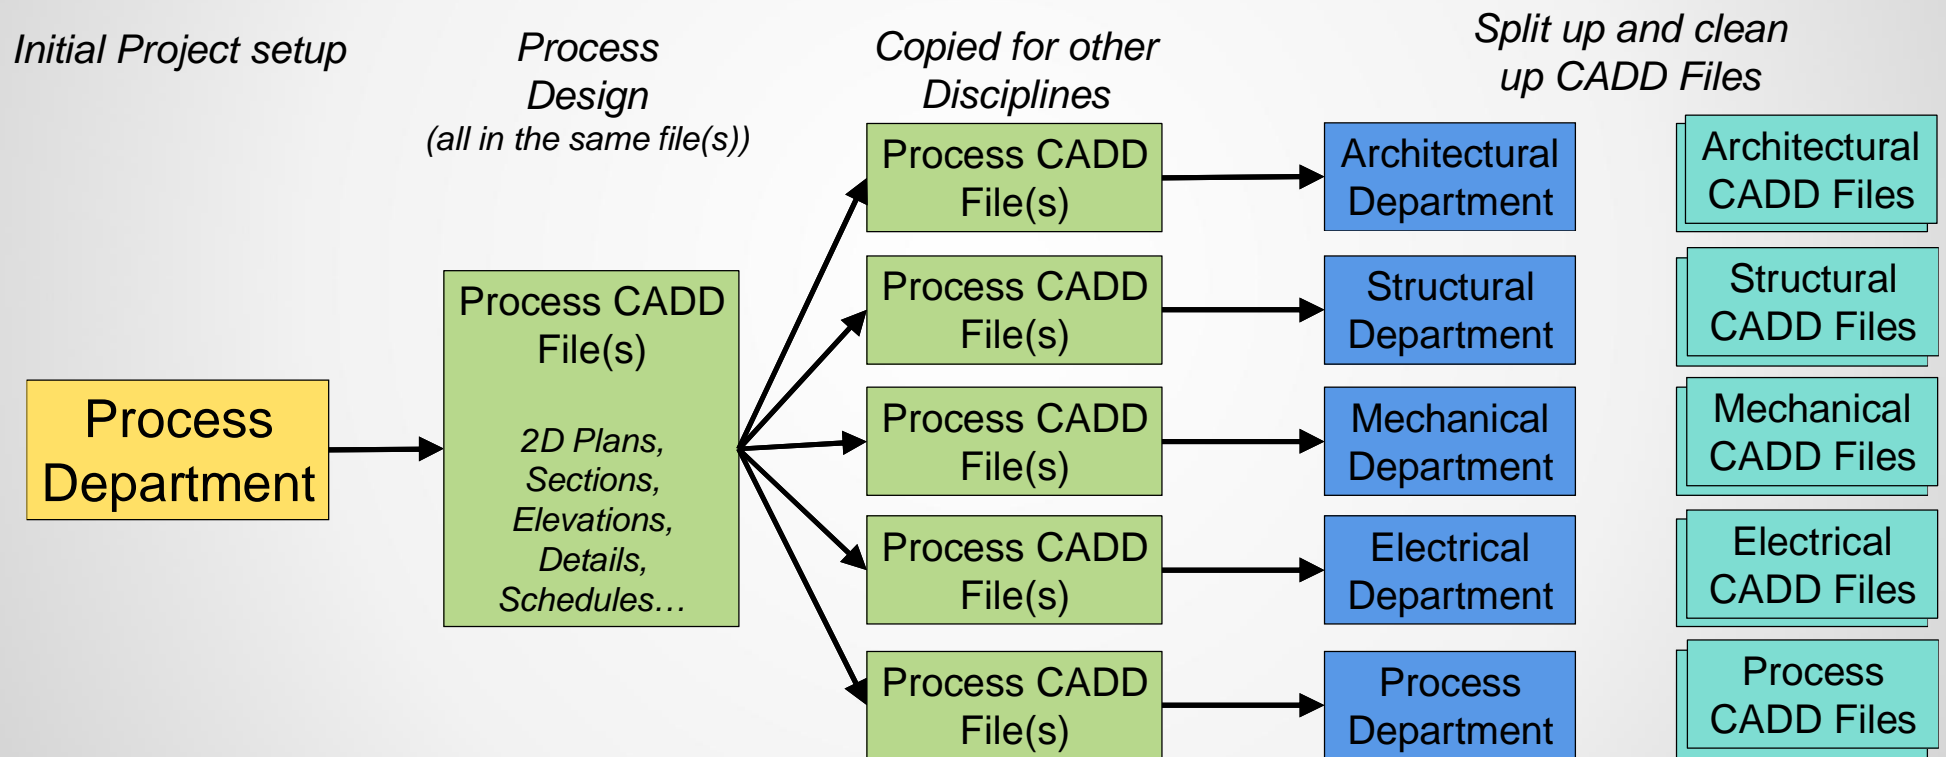 Initial Project setup
Process
Design
(all in the same file(s))
Copied for other
Disciplines
Split up and clean
up CADD Files
Process
Department
Process CADD
File(s)
2D Plans,
Sections,
Elevations,
Details,
Schedules…
Process CADD
File(s)
Architectural
Department
Architectural
CADD Files
Process CADD
File(s)
Structural
Department
Structural
CADD Files
Process CADD
File(s)
Mechanical
Department
Mechanical
CADD Files
Process CADD
File(s)
Electrical
Department
Electrical
CADD Files
Process CADD
File(s)
Process
Department
Process
CADD Files